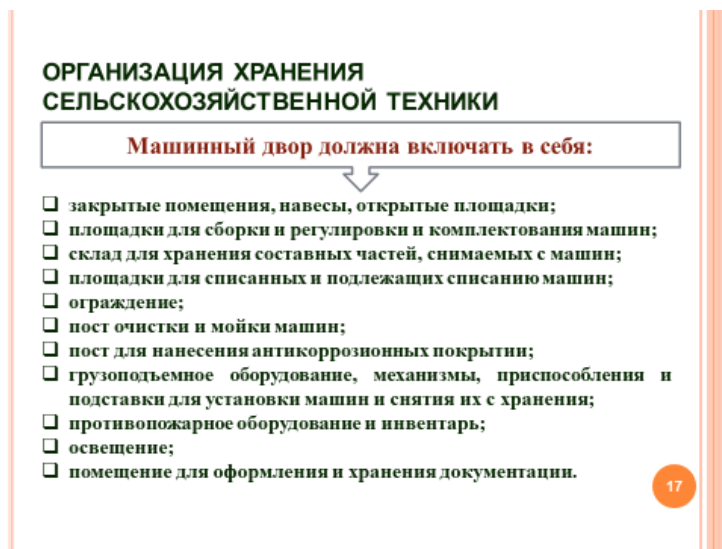 ОРГАНИЗАЦИЯ ХРАНЕНИЯ
СЕЛЬСКОХОЗЯЙСТВЕННОЙ ТЕХНИКИ
Машинный двор должна включать в себя:
❑ закрытые помещения, навесы, открытые площадки;
❑ площадки для сборки и регулировки и комплектования машин;
❑ склад для хранения составных частей, снимаемых с машин;
❑ площадки для списанных и подлежащих списанию машин;
❑ ограждение;
❑ пост очистки и мойки машин;
❑ пост для нанесения антикоррозионных покрытии;
❑ грузоподъемное оборудование, механизмы, приспособления и
подставки для установки машин и снятия их с хранения;
❑ противопожарное оборудование и инвентарь;
❑ освещение;
❑ помещение для оформления и хранения документации.
17